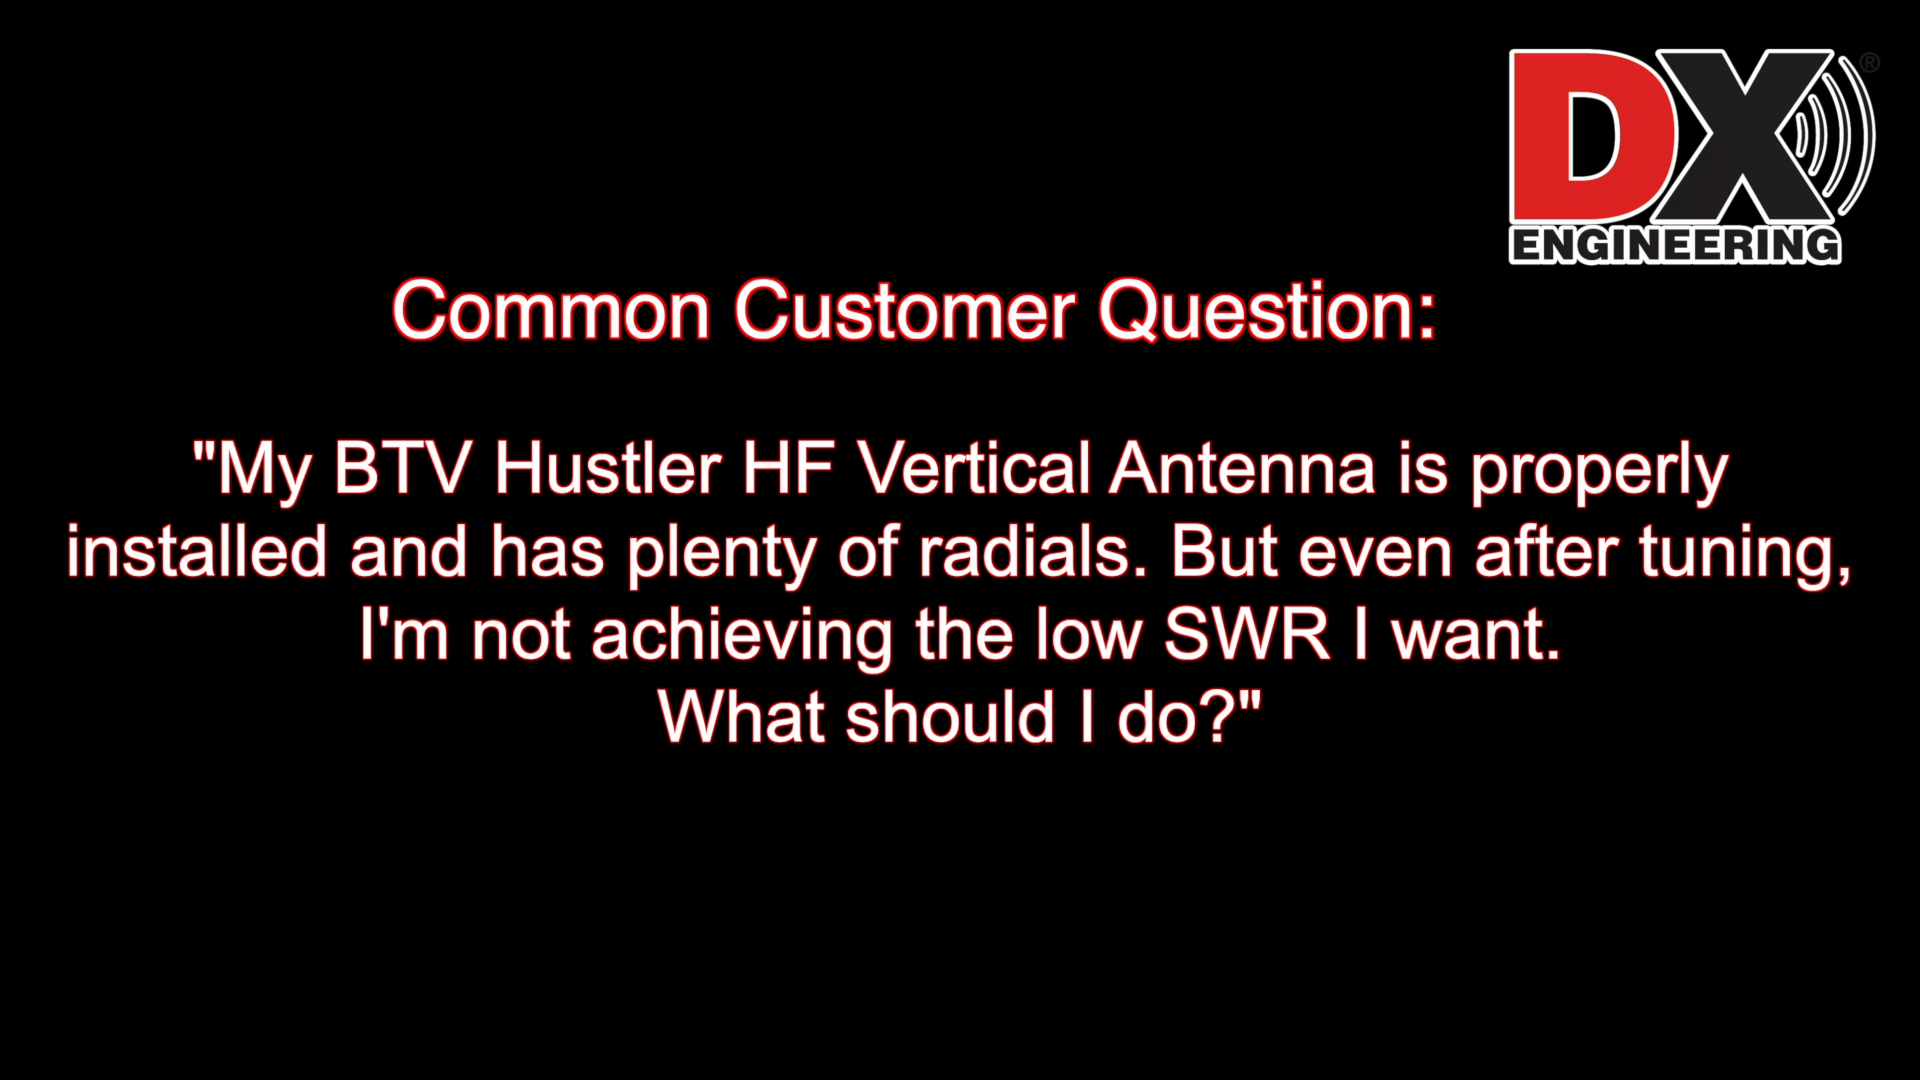 DX®
ENGINEERING
Common Customer Question:
"My BTV Hustler HF Vertical Antenna is properly
installed and has plenty of radials. But even after tuning,
I'm not achieving the low SWR I want.
What should I do?"